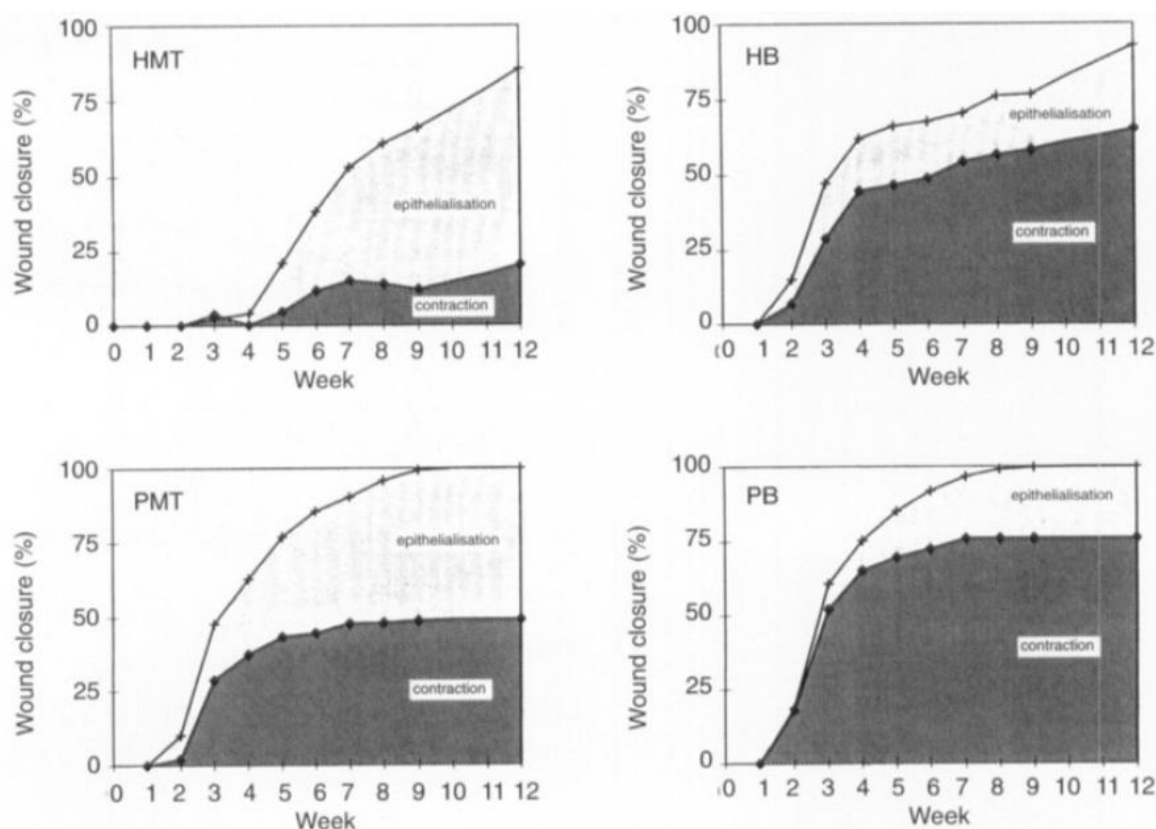 HMT
Wound closure (%)
100
75
50
25
0
epithelialisation
contraction
0 1 2 3 4 5 6 7 8 9 10 11 12
Week
HB
Wound closure (%)
100
75
50
25
0
epithelialisation
contraction
0 1 2 3 4 5 6 7 8 9 10 11 12
Week
PMT
Wound closure (%)
100
75
50
25
0
epithelialisation
contraction
0 1 2 3 4 5 6 7 8 9 10 11 12
Week
PB
Wound closure (%)
100
75
50
25
0
epithelialisation
contraction
0 1 2 3 4 5 6 7 8 9 10 11 12
Week